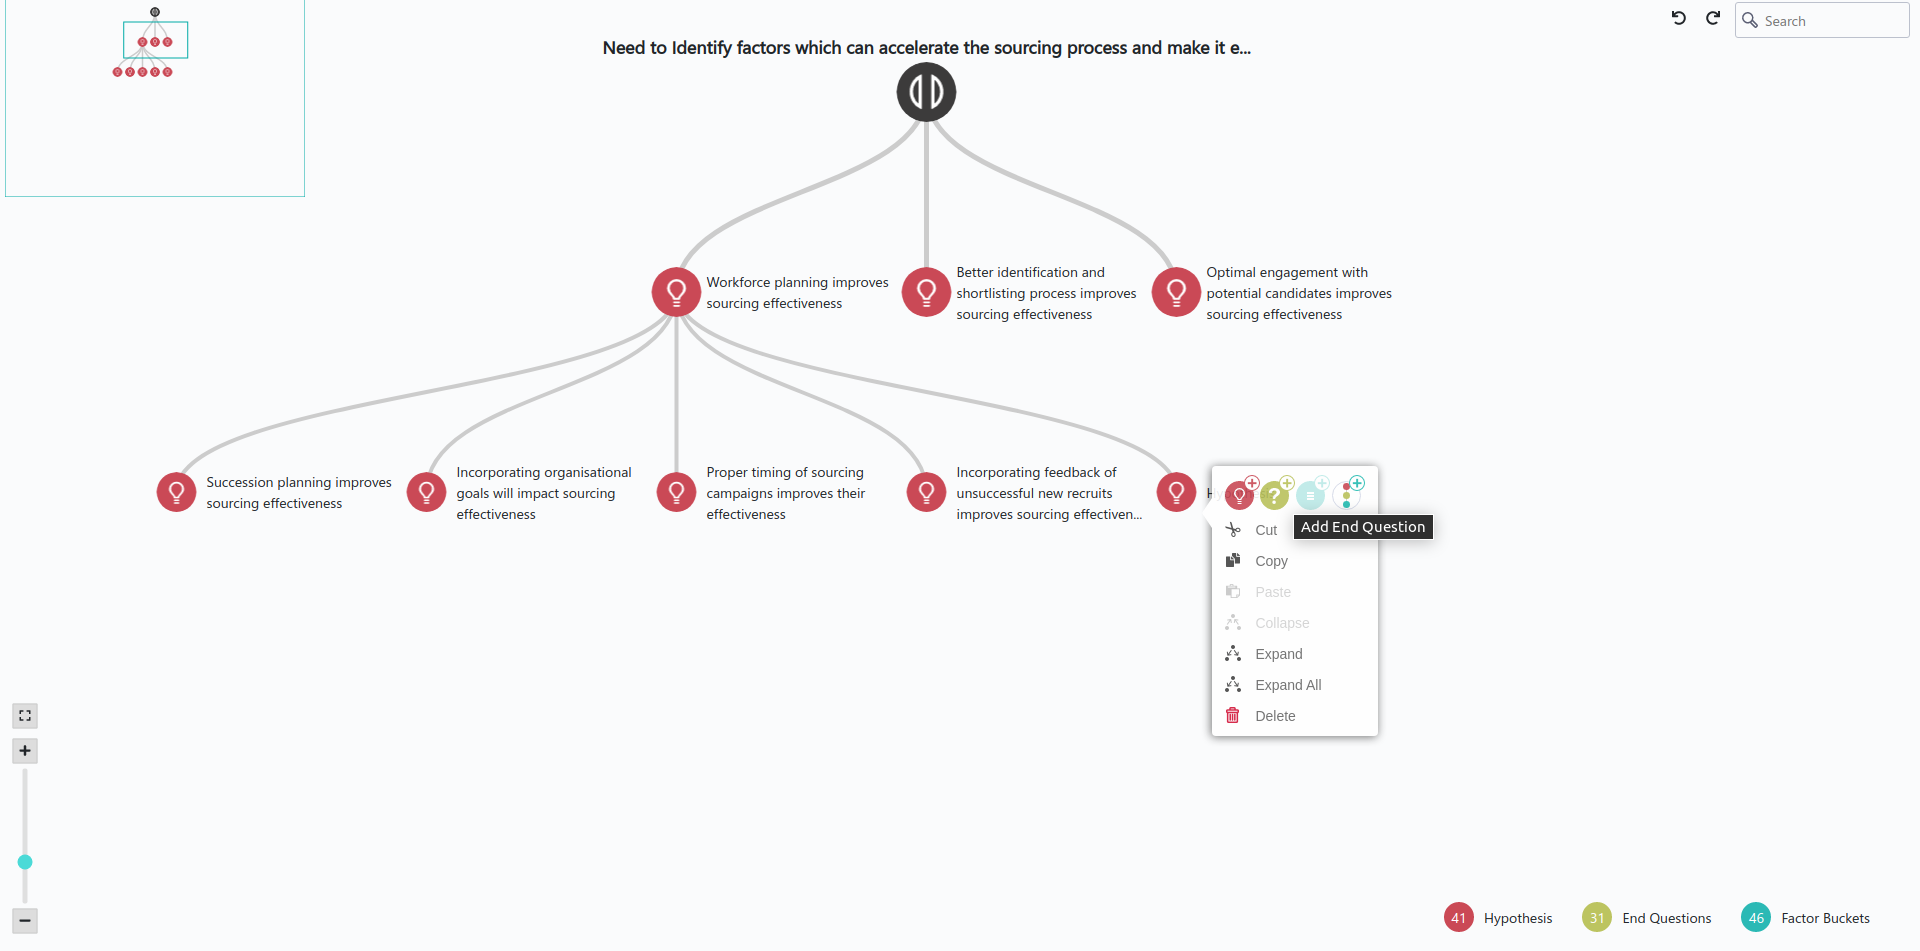 Search
Need to Identify factors which can accelerate the sourcing process and make it e...
Workforce planning improves
sourcing effectiveness
Better identification and
shortlisting process improves
sourcing effectiveness
Optimal engagement with
potential candidates improves
sourcing effectiveness
Succession planning improves
sourcing effectiveness
Incorporating organisational
goals will impact sourcing
effectiveness
Proper timing of sourcing
campaigns improves their
effectiveness
Incorporating feedback of
unsuccessful new recruits
improves sourcing effectiven...
Add End Question
Cut
Copy
Paste
Collapse
Expand
Expand All
Delete
41 Hypothesis
31 End Questions
46 Factor Buckets